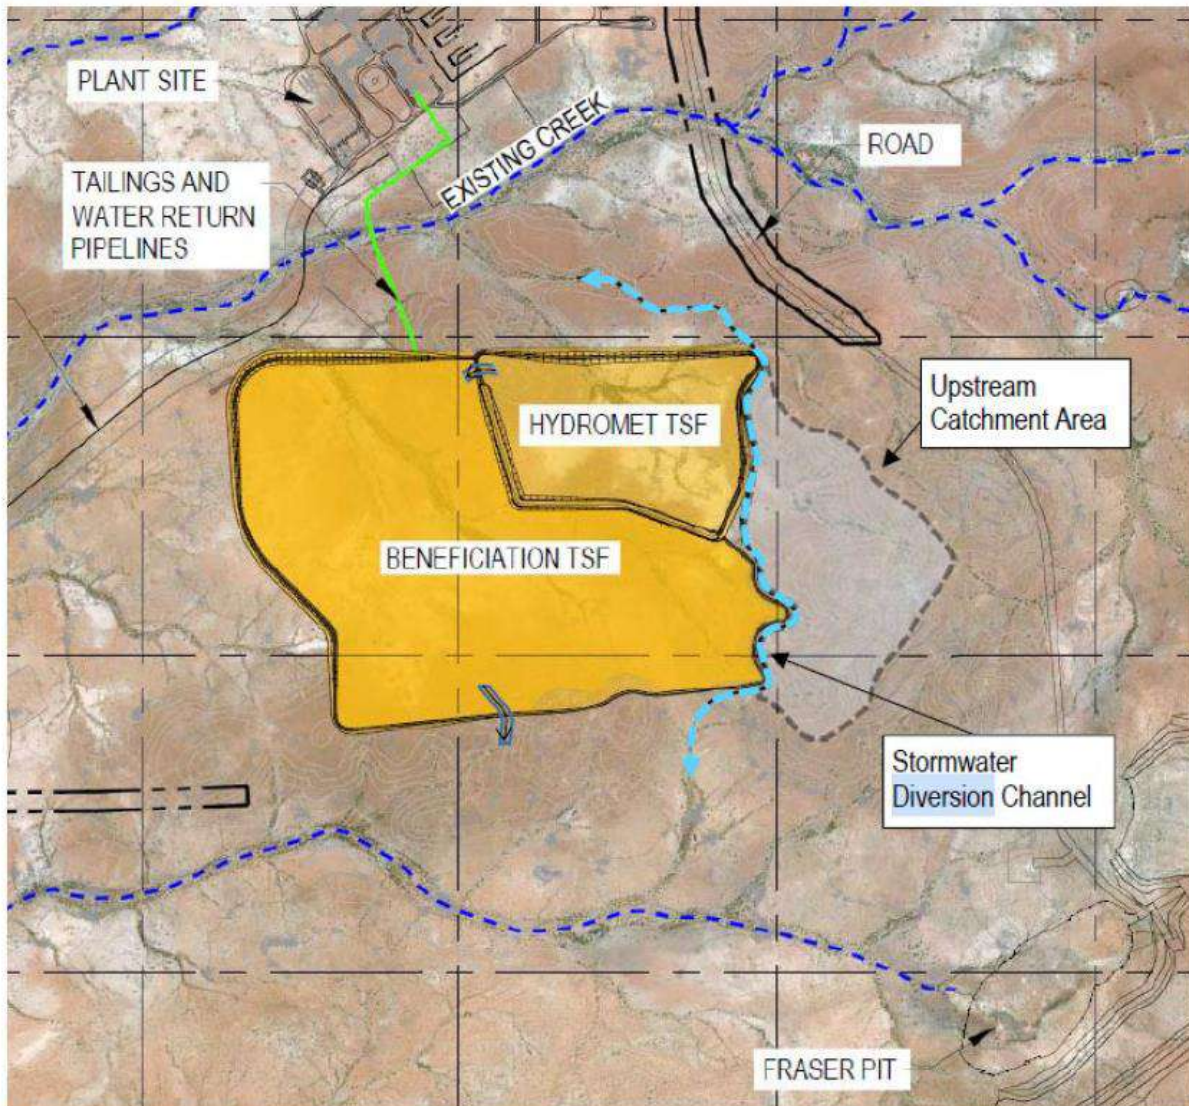 PLANT SITE
EXISTING CREEK
ROAD
TAILINGS AND
WATER RETURN
PIPELINES
Upstream
Catchment Area
HYDROMET TSF
BENEFICIATION TSF
Stormwater
Diversion Channel
FRASER PIT